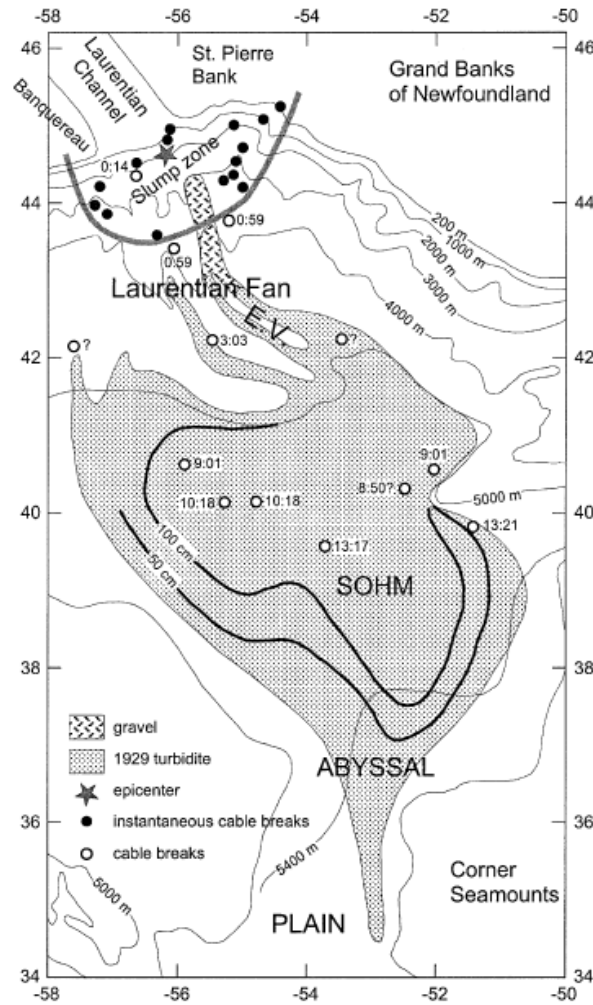 -58 -56 -54 -52 -50
46
44
42
40
38
36
34
46
44
42
40
38
36
34
St. Pierre
Bank
Grand Banks
of Newfoundland
Laurentian
Channel
Banquereau
Slump zone
0:14
0:59
0:59
200 m
1000 m
2000 m
3000 m
4000 m
Laurentian Fan
E.V.
3:03
?
?
9:01
9:01
8:50?
10:18
10:18
5000 m
13:21
13:17
100 cm
50 cm
SOHM
ABYSSAL
PLAIN
gravel
1929 turbidite
epicenter
instantaneous cable breaks
cable breaks
5400 m
5000 m
Corner
Seamounts
-58 -56 -54 -52 -50